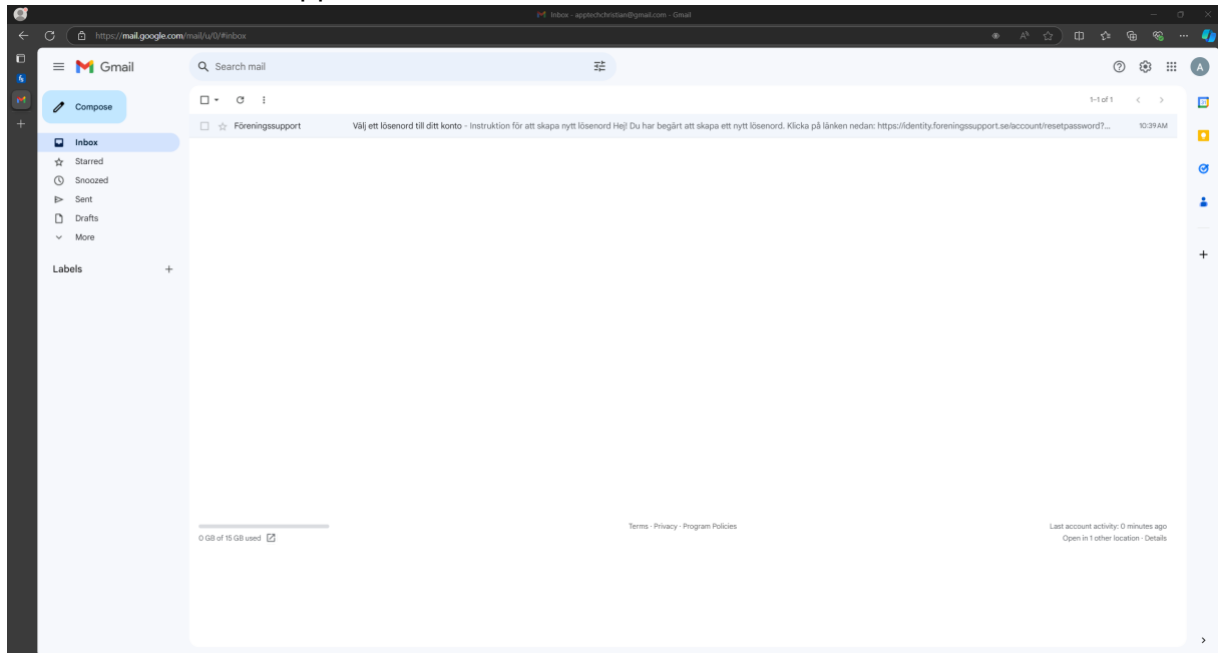 Inbox - apptechchristian@gmail.com - Gmail
https://mail.google.com/mail/u/0/#inbox
Gmail
Search mail
A
Compose
1-1 of 1
Föreningssupport Välj ett lösenord till ditt konto - Instruktion för att skapa nytt lösenord Hej! Du har begärt att skapa ett nytt lösenord. Klicka på länken nedan: https://identity.foreningssupport.se/account/resetpassword?... 10:39 AM
Inbox
Starred
Snoozed
Sent
Drafts
More
Labels
Terms · Privacy · Program Policies
Last account activity: 0 minutes ago
0 GB of 15 GB used
Open in 1 other location · Details